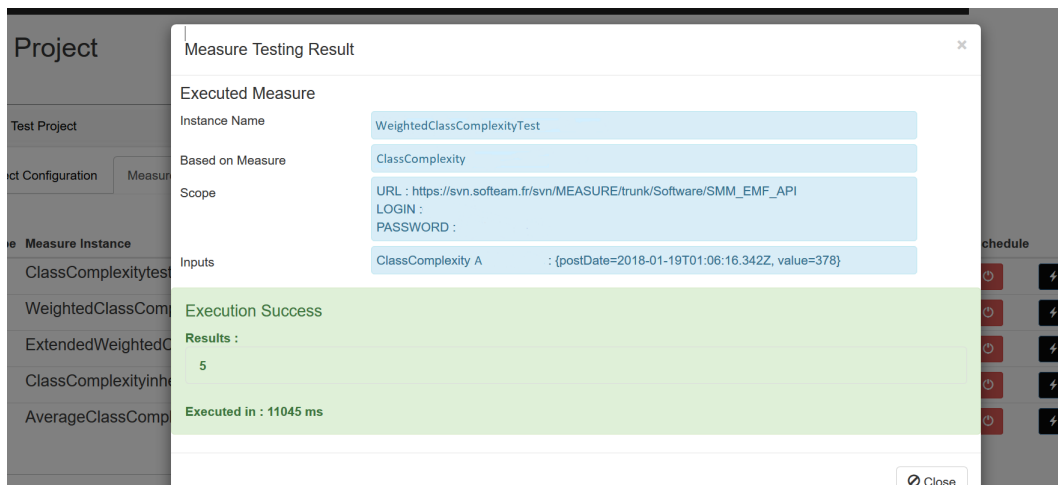 Project
Measure Testing Result
×
Executed Measure
Instance Name
WeightedClassComplexityTest
Test Project
Based on Measure
ClassComplexity
ect Configuration
Measur
Scope
URL : https://svn.softeam.fr/svn/MEASURE/trunk/Software/SMM_EMF_API
LOGIN :
PASSWORD :
Measure Instance
chedule
Inputs
ClassComplexity A : {postDate=2018-01-19T01:06:16.342Z, value=378}
ClassComplexitytest
WeightedClassComp
Execution Success
Results :
ExtendedWeightedC
5
ClassComplexityinhe
AverageClassCompl
Executed in : 11045 ms
Close